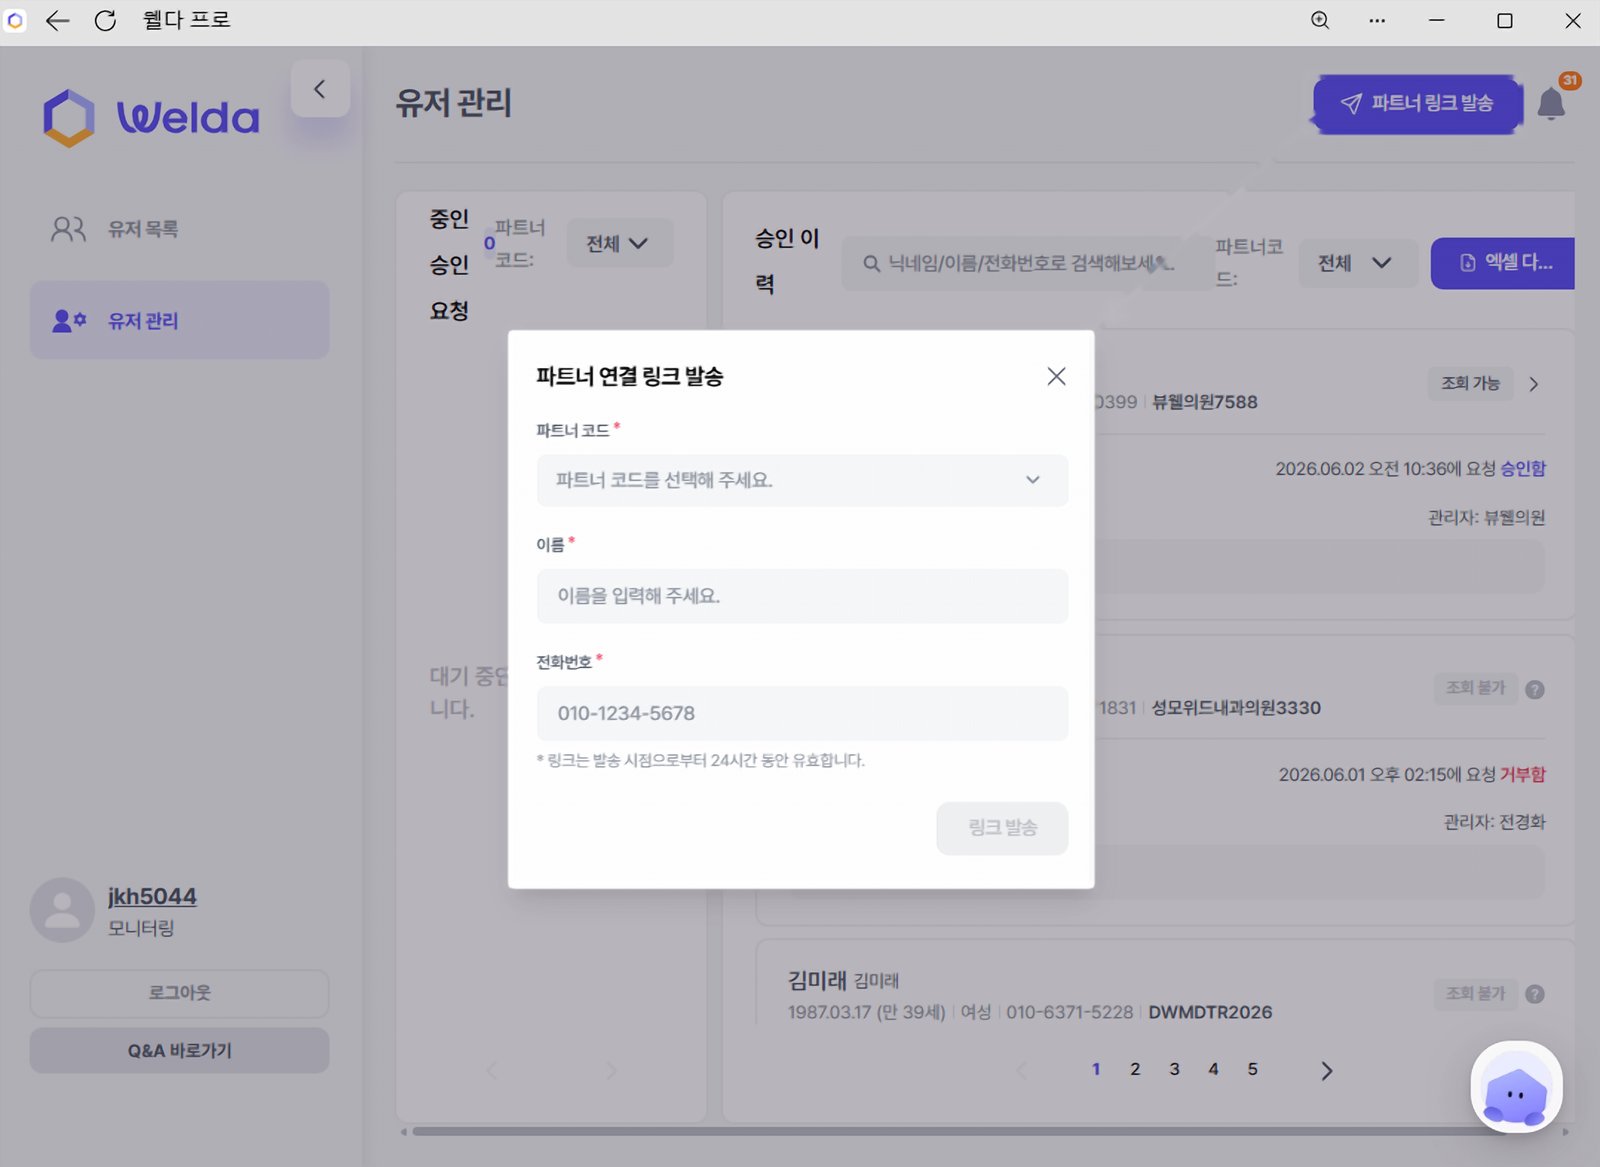 웰다 프로
Welda
유저 목록
유저 관리
jkh5044
모니터링
로그아웃
Q&A 바로가기
유저 관리
파트너 링크 발송
31
중인
승인
요청
0
파트너
코드:
전체
대기 중인
니다.
승인 이
력
닉네임/이름/전화번호로 검색해보세요.
파트너코
드:
전체
엑셀 다...
조회 가능
0399 | 뷰웰의원7588
2026.06.02 오전 10:36에 요청 승인함
관리자: 뷰웰의원
조회 불가
1831 | 성모위드내과의원3330
2026.06.01 오후 02:15에 요청 거부함
관리자: 전경화
김미래 김미래
조회 불가
1987.03.17 (만 39세) | 여성 | 010-6371-5228 | DWMDTR2026
1 2 3 4 5
파트너 연결 링크 발송
파트너 코드 *
파트너 코드를 선택해 주세요.
이름 *
이름을 입력해 주세요.
전화번호 *
010-1234-5678
* 링크는 발송 시점으로부터 24시간 동안 유효합니다.
링크 발송